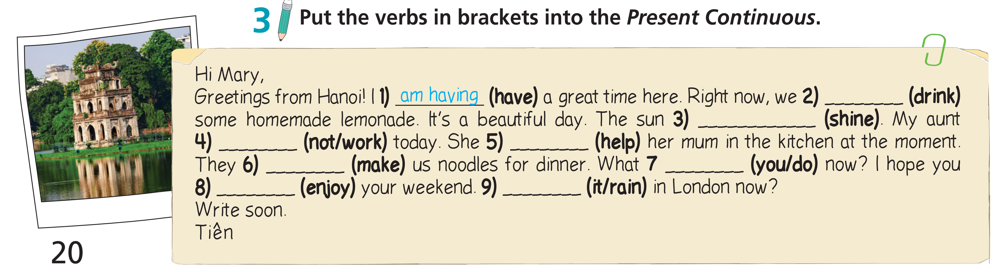 3 Put the verbs in brackets into the Present Continuous.
Hi Mary,
Greetings from Hanoi! I 1) am having (have) a great time here. Right now, we 2) ________ (drink)
some homemade lemonade. It's a beautiful day. The sun 3) ____________ (shine). My aunt
4) ________ (not/work) today. She 5) ________ (help) her mum in the kitchen at the moment.
They 6) ________ (make) us noodles for dinner. What 7 ________ (you/do) now? I hope you
8) ________ (enjoy) your weekend. 9) ________ (it/rain) in London now?
Write soon.
Tiên
20